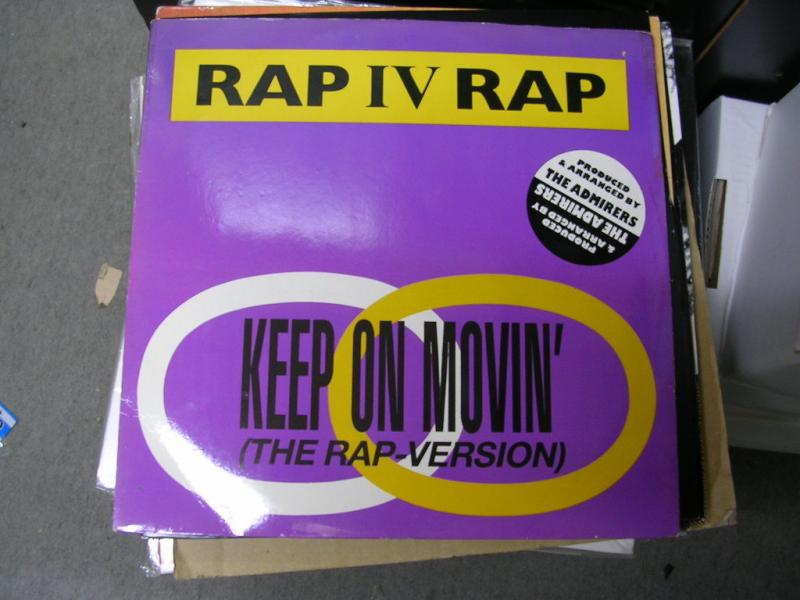 RAP IV RAP
PRODUCED
& ARRANGED BY
THE ADMIRERS
THE ADMIRERS
& ARRANGED BY
PRODUCED
KEEP ON MOVIN'
(THE RAP-VERSION)